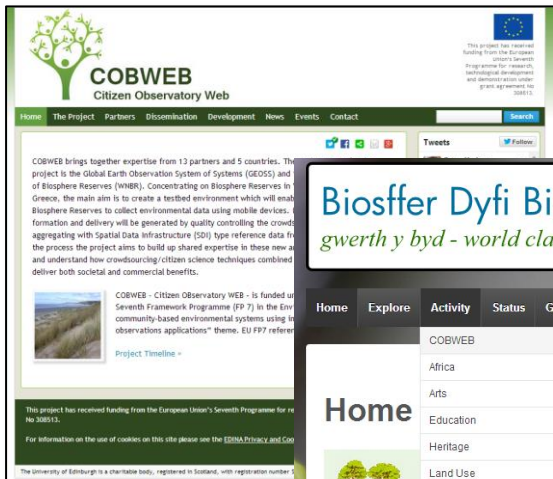 COBWEB
Citizen Observatory Web
This project has received
funding from the European
Union's Seventh
Programme for research,
technological development
and demonstration under
grant agreement No
308513.
Home The Project Partners Dissemination Development News Events Contact
Search
Tweets
Follow
COBWEB brings together expertise from 13 partners and 5 countries. The
project is the Global Earth Observation System of Systems (GEOSS) and
of Biosphere Reserves (WNBR). Concentrating on Biosphere Reserves in
Greece, the main aim is to create a testbed environment which will enab
Biosphere Reserves to collect environmental data using mobile devices.
formation and delivery will be generated by quality controlling the crowds
aggregating with Spatial Data Infrastructure (SDI) type reference data fr
the process the project aims to build up shared expertise in these new ar
and understand how crowdsourcing/citizen science techniques combined
deliver both societal and commercial benefits.
COBWEB - Citizen OBservatory WEB - is funded un
Seventh Framework Programme (FP 7) in the Env
community-based environmental systems using in
observations applications" theme. EU FP7 referen
Project Timeline »
This project has received funding from the European Union's Seventh Programme for re
No 308513.
For information on the use of cookies on this site please see the EDINA Privacy and Coo
The University of Edinburgh is a charitable body, registered in Scotland, with registration number
Biosffer Dyfi Bi
gwerth y byd - world cla
Home Explore Activity Status G
COBWEB
Africa
Arts
Education
Heritage
Land Use
Home